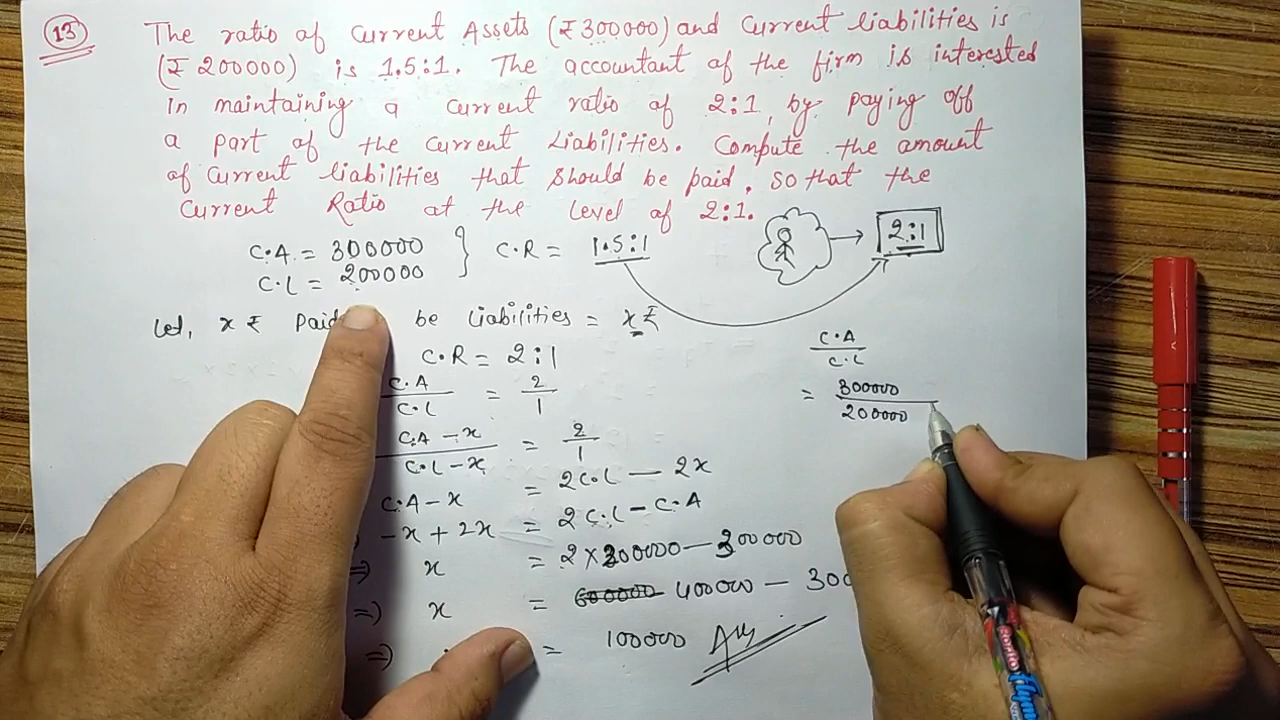 13
The ratio of Current Assets (₹300000) and Current liabilities is
(₹ 200000) is 1.5:1. The accountant of the firm is interested
In maintaining a current ratio of 2:1, by paying off
a part of the current Liabilities. Compute the amount
of current liabilities that should be paid, so that the
Current Ratio at the level of 2:1.
C.A = 300000 } C.R = 1.5:1 → 2:1
C.L = 200000
Let, x ₹ Paid be Liabilities = x ₹
C.R = 2:1
C.A / C.L = 2/1
C.A - x / C.L - x = 2/1
C.A - x = 2C.L - 2x
-x + 2x = 2C.L - C.A
⇒ x = 2 × 200000 - 300000
⇒ x = 400000 - 300
⇒ = 100000 Ans
C.A / C.L
= 300000 / 200000